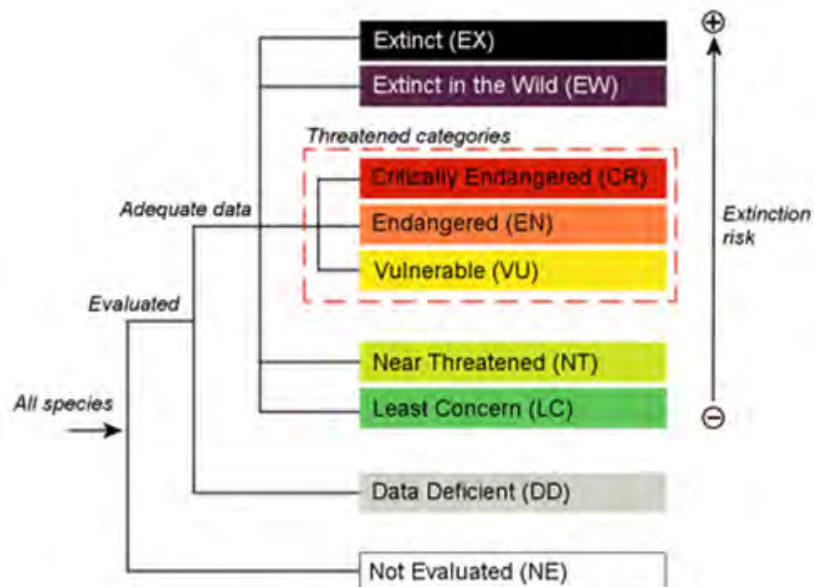 Extinct (EX)
Extinct in the Wild (EW)
Threatened categories
Critically Endangered (CR)
Adequate data
Endangered (EN)
Extinction
risk
Vulnerable (VU)
Evaluated
Near Threatened (NT)
All species
Least Concern (LC)
Data Deficient (DD)
Not Evaluated (NE)